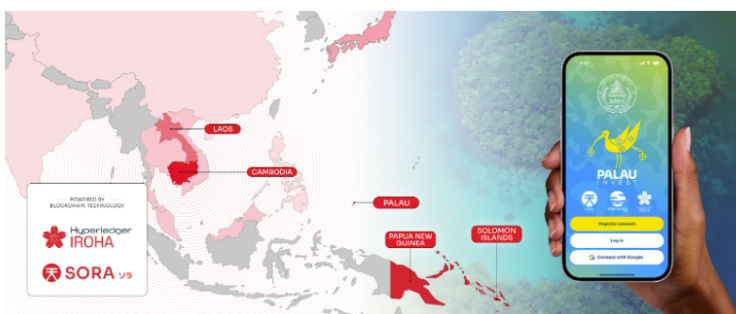 LAOS
CAMBODIA
PALAU
PAPUA NEW
GUINEA
SOLOMON
ISLANDS
POWERED BY
BLOCKCHAIN TECHNOLOGY
Hyperledger
IROHA
SORA ソラ
PALAU
INVEST
Register account
Log in
Connect with Google